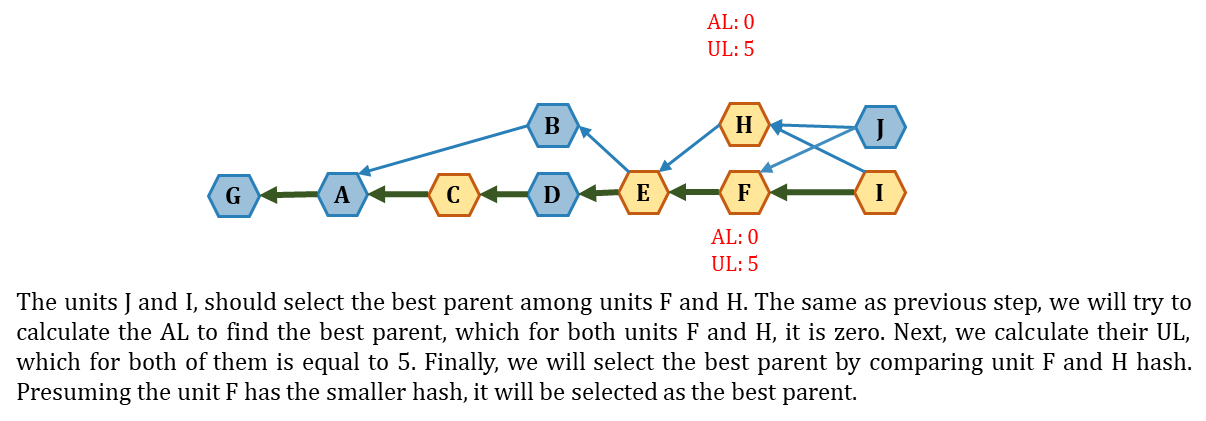 AL: 0
UL: 5
B
H
J
G
A
C
D
E
F
I
AL: 0
UL: 5
The units J and I, should select the best parent among units F and H. The same as previous step, we will try to
calculate the AL to find the best parent, which for both units F and H, it is zero. Next, we calculate their UL,
which for both of them is equal to 5. Finally, we will select the best parent by comparing unit F and H hash.
Presuming the unit F has the smaller hash, it will be selected as the best parent.